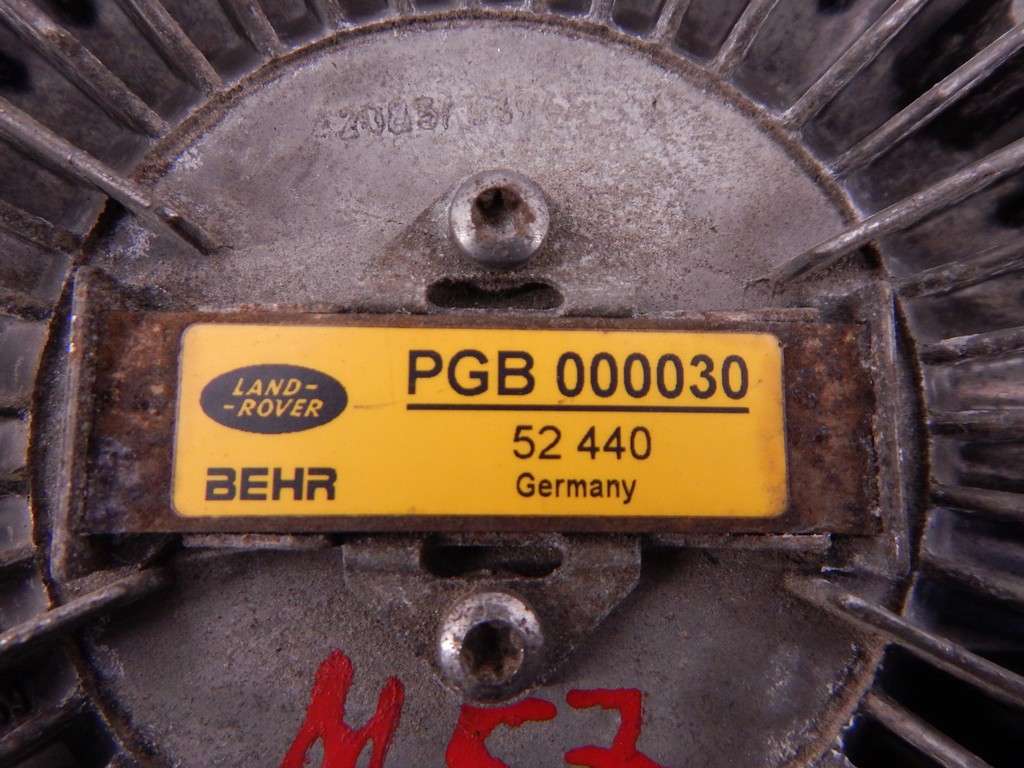 LAND-
-ROVER
BEHR
PGB 000030
52 440
Germany
M57